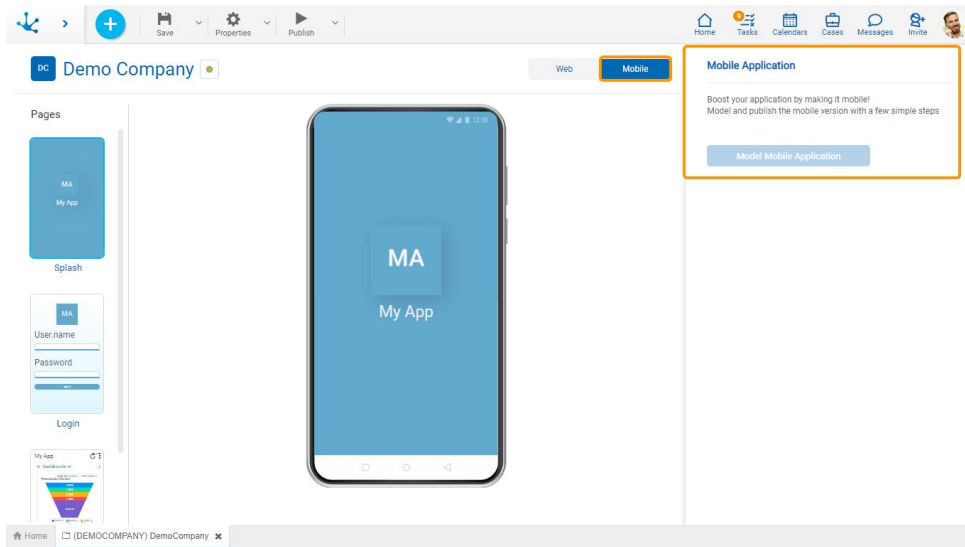 Save
Properties
Publish
Home
9
Tasks
Calendars
Cases
Messages
Invite
DC
Demo Company
Web
Mobile
Mobile Application
Boost your application by making it mobile!
Model and publish the mobile version with a few simple steps
Model Mobile Application
Pages
MA
My App
Splash
MA
User.name
Password
Login
My App
12:30
MA
My App
Home
(DEMOCOMPANY) DemoCompany